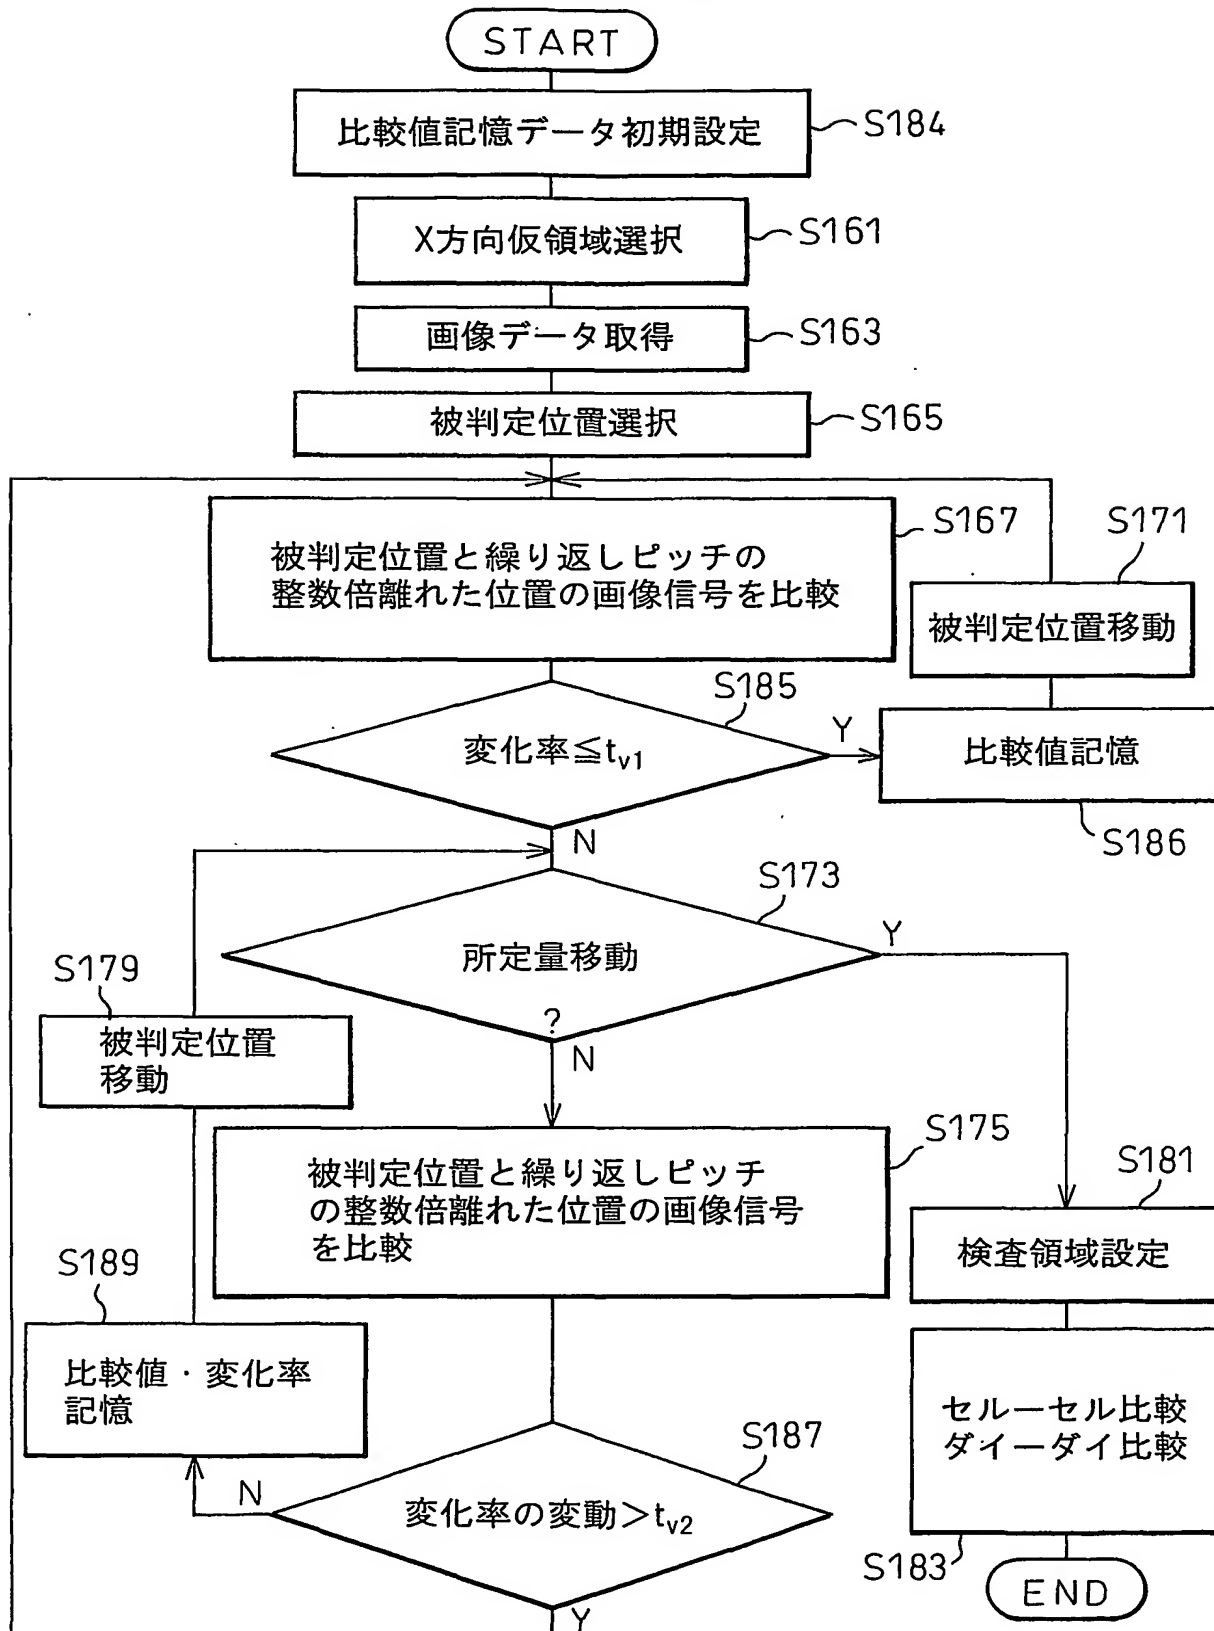 START
比較値記憶データ初期設定
S184
X方向仮領域選択
S161
画像データ取得
S163
被判定位置選択
S165
被判定位置と繰り返しピッチの
整数倍離れた位置の画像信号を比較
S167
S171
被判定位置移動
S185
変化率≦tv1
Y
比較値記憶
S186
N
S173
所定量移動
?
Y
N
S179
被判定位置
移動
S175
被判定位置と繰り返しピッチ
の整数倍離れた位置の画像信号
を比較
S181
検査領域設定
S189
比較値・変化率
記憶
S187
変化率の変動>tv2
N
Y
セルーセル比較
ダイーダイ比較
S183
END